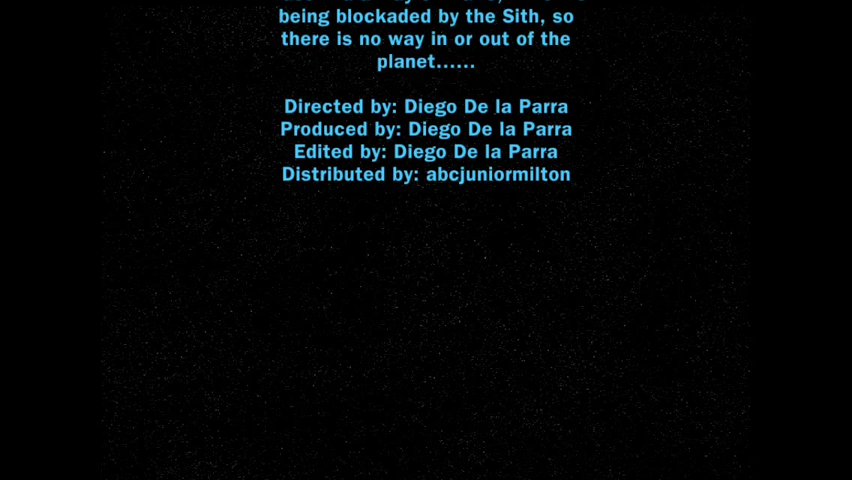 being blockaded by the Sith, so
there is no way in or out of the
planet......
Directed by: Diego De la Parra
Produced by: Diego De la Parra
Edited by: Diego De la Parra
Distributed by: abcjuniormilton